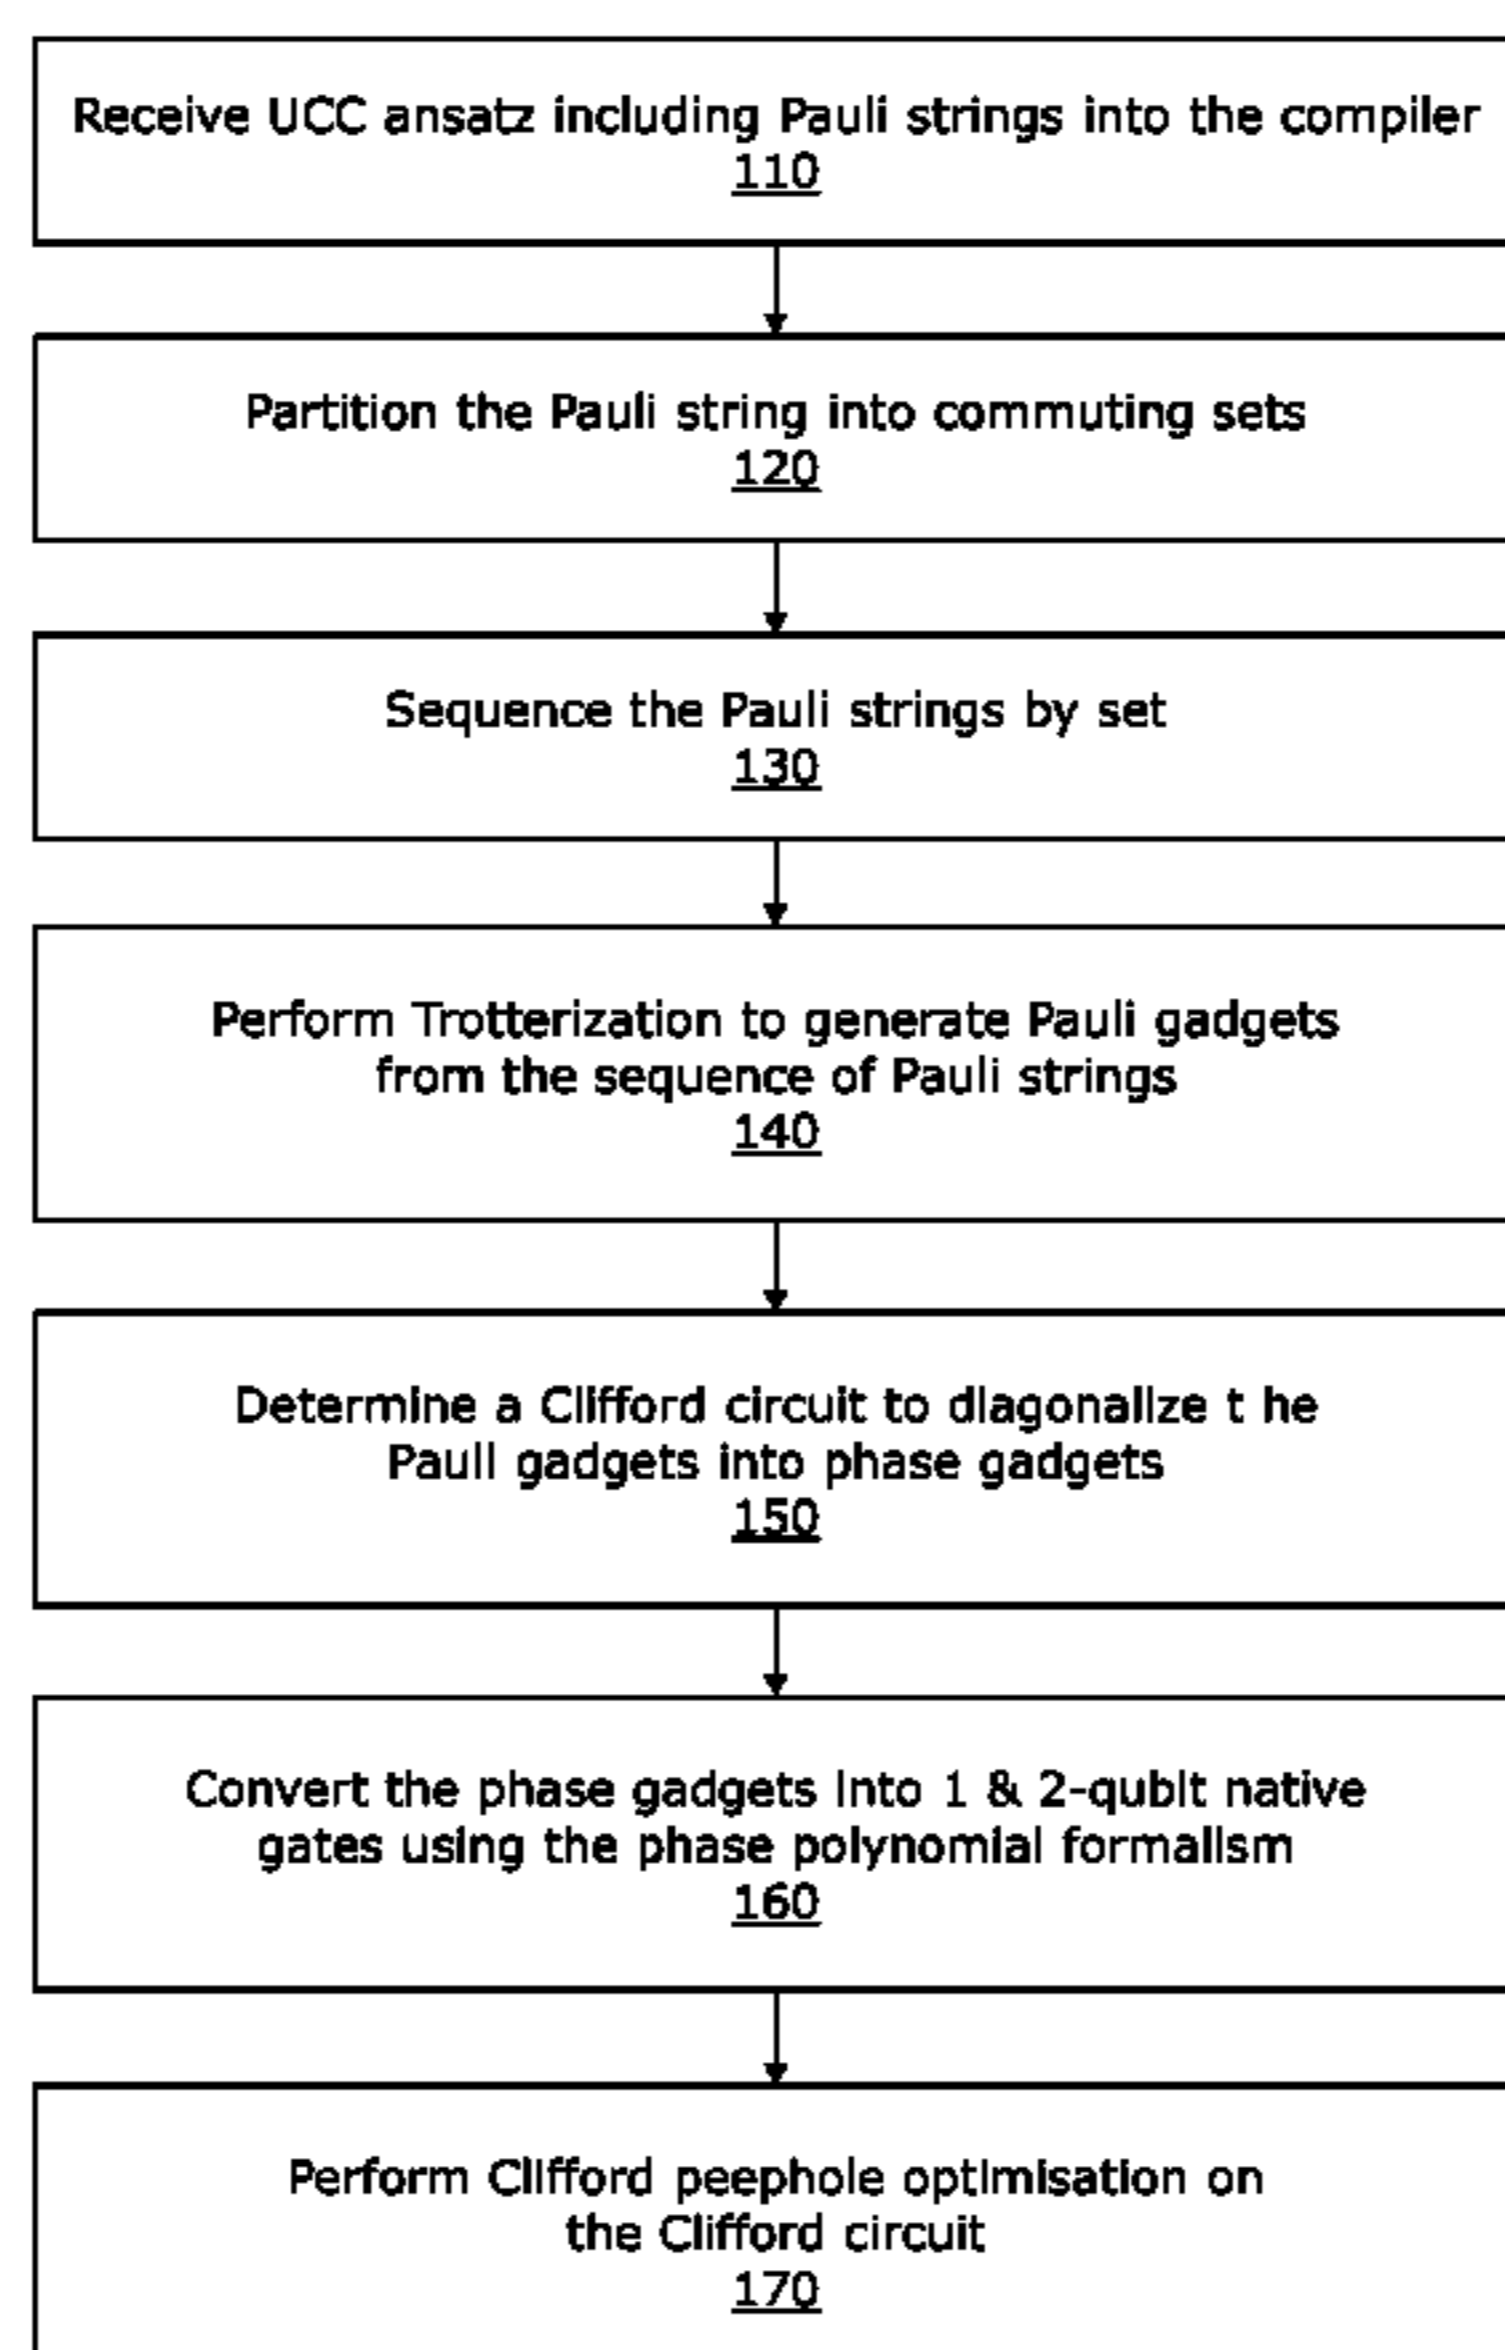 Receive UCC ansatz including Pauli strings into the compiler
110
Partition the Pauli string into commuting sets
120
Sequence the Pauli strings by set
130
Perform Trotterization to generate Pauli gadgets
from the sequence of Pauli strings
140
Determine a Clifford circuit to diagonalize t he
Pauli gadgets into phase gadgets
150
Convert the phase gadgets into 1 & 2-qubit native
gates using the phase polynomial formalism
160
Perform Clifford peephole optimisation on
the Clifford circuit
170